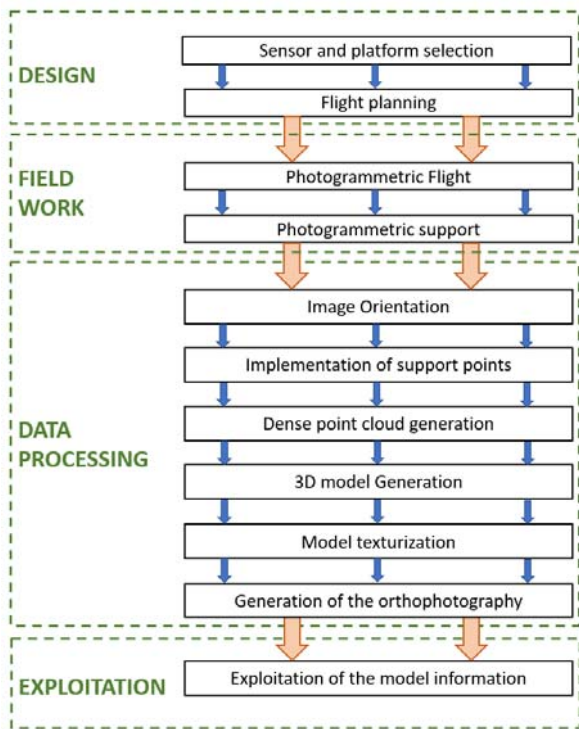 DESIGN
Sensor and platform selection
Flight planning
FIELD
WORK
Photogrammetric Flight
Photogrammetric support
DATA
PROCESSING
Image Orientation
Implementation of support points
Dense point cloud generation
3D model Generation
Model texturization
Generation of the orthophotography
EXPLOITATION
Exploitation of the model information